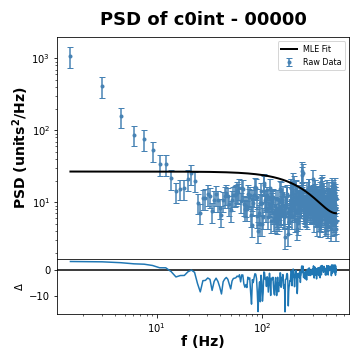 PSD of c0int - 00000
MLE Fit
Raw Data
PSD (units²/Hz)
10³
10²
10¹
Δ
0
−10
10¹
10²
f (Hz)